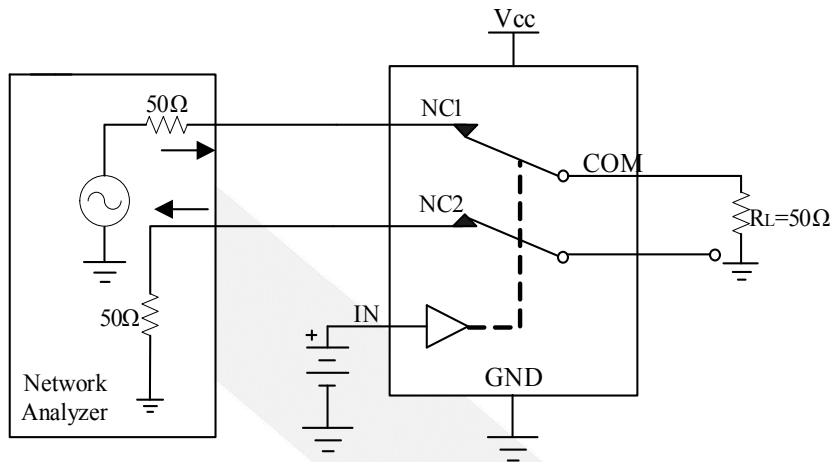 Vcc
50Ω
NC1
COM
NC2
RL=50Ω
50Ω
IN
+
GND
Network
Analyzer